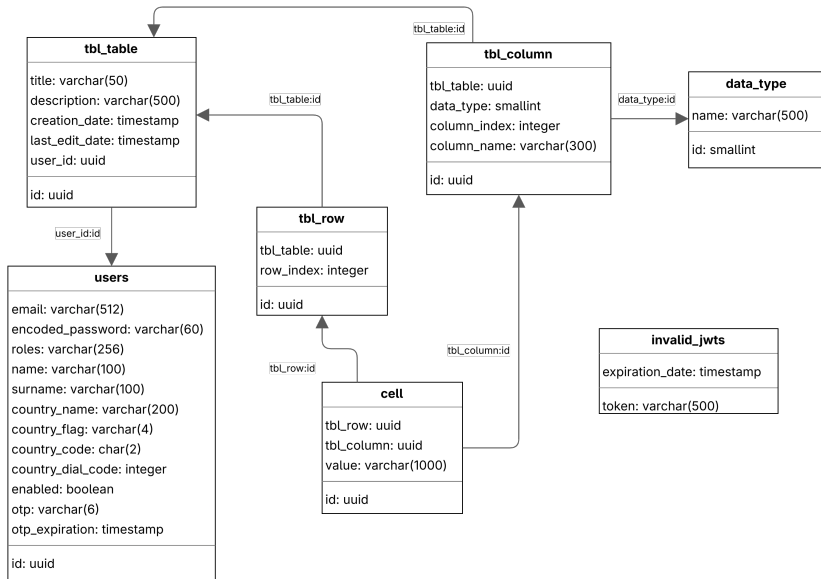 tbl_table:id
tbl_table
title: varchar(50)
description: varchar(500)
creation_date: timestamp
last_edit_date: timestamp
user_id: uuid
id: uuid
tbl_column
tbl_table: uuid
data_type: smallint
column_index: integer
column_name: varchar(300)
id: uuid
data_type:id
data_type
name: varchar(500)
id: smallint
tbl_table:id
user_id:id
tbl_row
tbl_table: uuid
row_index: integer
id: uuid
users
email: varchar(512)
encoded_password: varchar(60)
roles: varchar(256)
name: varchar(100)
surname: varchar(100)
country_name: varchar(200)
country_flag: varchar(4)
country_code: char(2)
country_dial_code: integer
enabled: boolean
otp: varchar(6)
otp_expiration: timestamp
id: uuid
tbl_row:id
tbl_column:id
cell
tbl_row: uuid
tbl_column: uuid
value: varchar(1000)
id: uuid
invalid_jwts
expiration_date: timestamp
token: varchar(500)